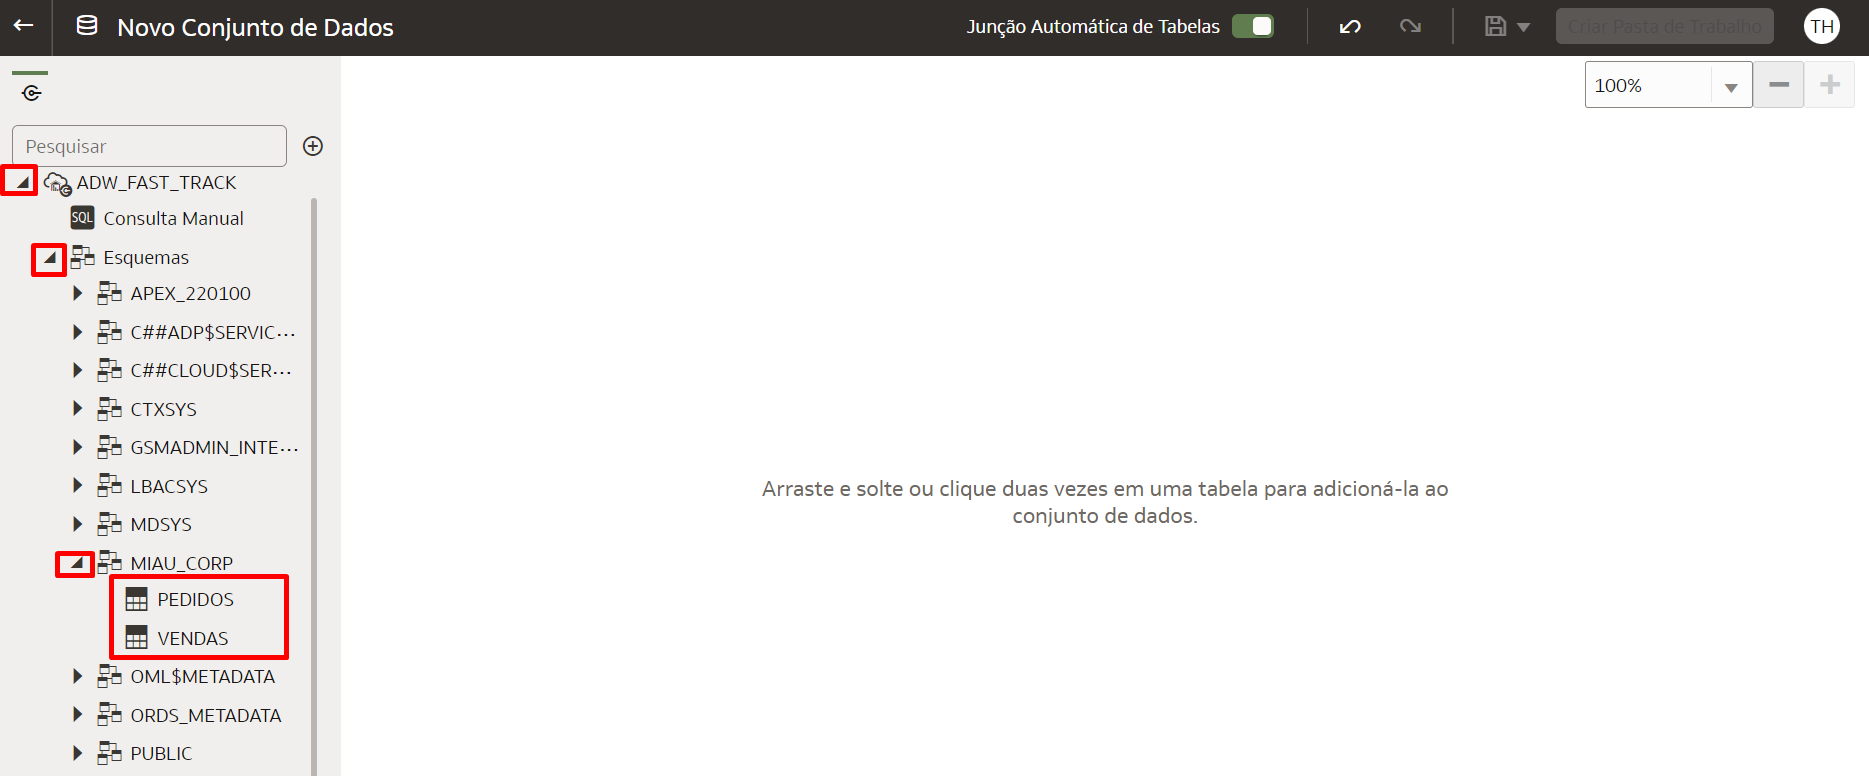 Novo Conjunto de Dados
Junção Automática de Tabelas
Criar Pasta de Trabalho
TH
100%
Pesquisar
ADW_FAST_TRACK
SQL Consulta Manual
Esquemas
APEX_220100
C##ADP$SERVIC...
C##CLOUD$SER...
CTXSYS
GSMADMIN_INTE...
LBACSYS
MDSYS
MIAU_CORP
PEDIDOS
VENDAS
OML$METADATA
ORDS_METADATA
PUBLIC
Arraste e solte ou clique duas vezes em uma tabela para adicioná-la ao
conjunto de dados.